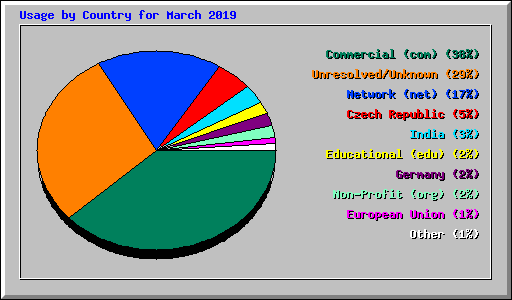 Usage by Country for March 2019
Commercial (com) (38%)
Unresolved/Unknown (29%)
Network (net) (17%)
Czech Republic (5%)
India (3%)
Educational (edu) (2%)
Germany (2%)
Non-Profit (org) (2%)
European Union (1%)
Other (1%)